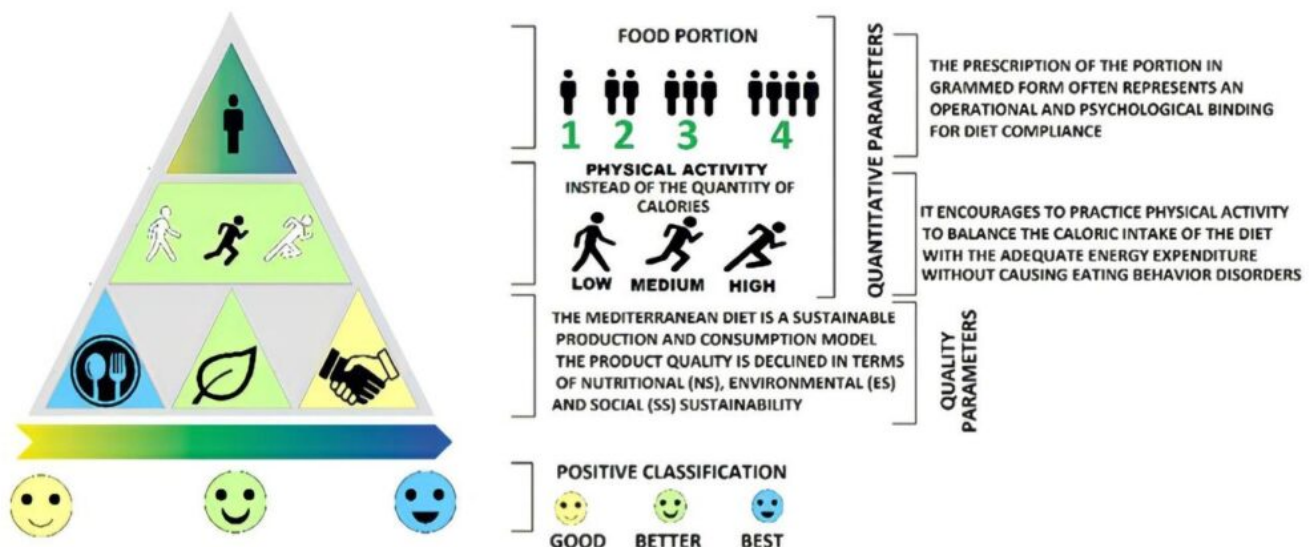 FOOD PORTION
1 2 3 4
PHYSICAL ACTIVITY
INSTEAD OF THE QUANTITY OF
CALORIES
LOW MEDIUM HIGH
THE MEDITERRANEAN DIET IS A SUSTAINABLE
PRODUCTION AND CONSUMPTION MODEL
THE PRODUCT QUALITY IS DECLINED IN TERMS
OF NUTRITIONAL (NS), ENVIRONMENTAL (ES)
AND SOCIAL (SS) SUSTAINABILITY
POSITIVE CLASSIFICATION
GOOD BETTER BEST
QUANTITATIVE PARAMETERS
THE PRESCRIPTION OF THE PORTION IN
GRAMMED FORM OFTEN REPRESENTS AN
OPERATIONAL AND PSYCHOLOGICAL BINDING
FOR DIET COMPLIANCE
IT ENCOURAGES TO PRACTICE PHYSICAL ACTIVITY
TO BALANCE THE CALORIC INTAKE OF THE DIET
WITH THE ADEQUATE ENERGY EXPENDITURE
WITHOUT CAUSING EATING BEHAVIOR DISORDERS
QUALITY
PARAMETERS